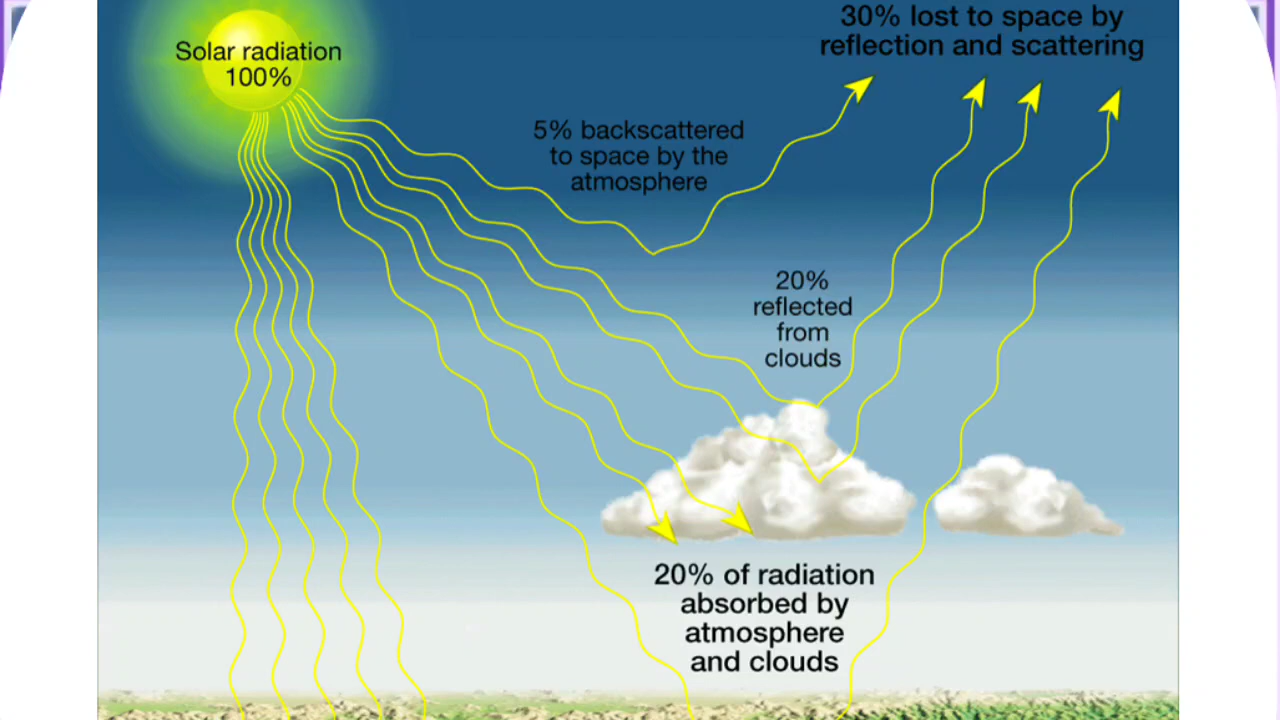 Solar radiation
100%
30% lost to space by
reflection and scattering
5% backscattered
to space by the
atmosphere
20%
reflected
from
clouds
20% of radiation
absorbed by
atmosphere
and clouds